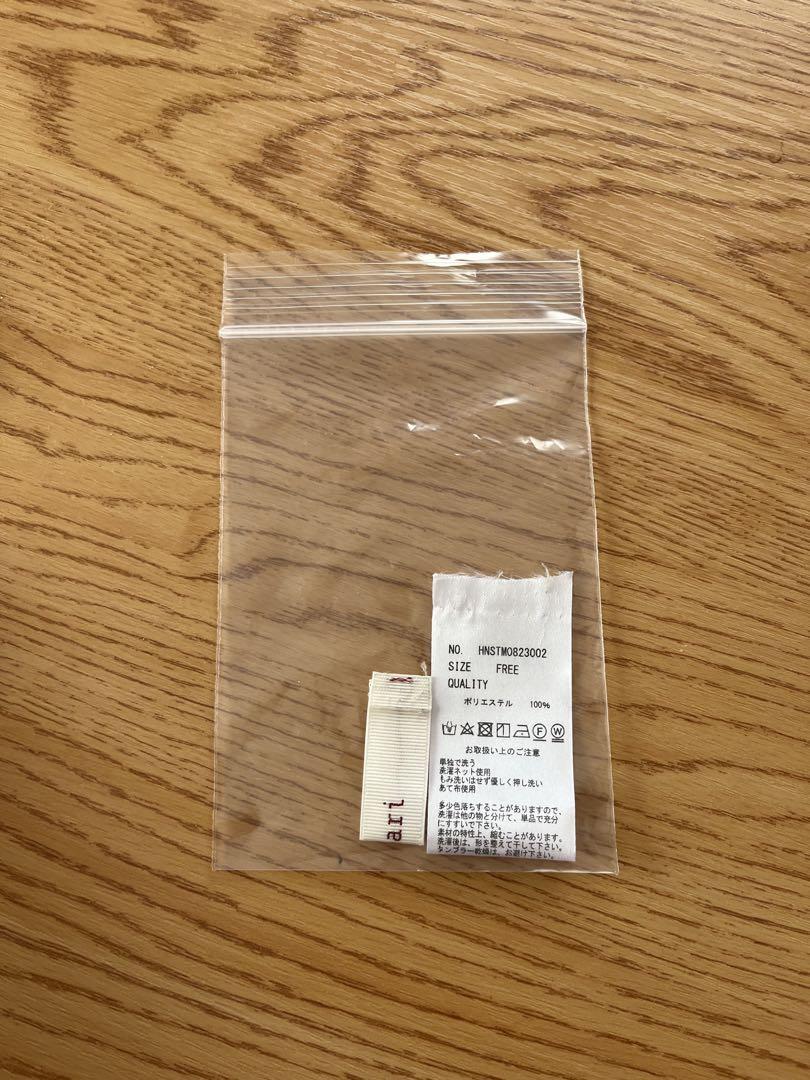 NO. HNSTM0823002
SIZE FREE
QUALITY
ポリエステル 100%
お取扱い上のご注意
単独で洗う
洗濯ネット使用
もみ洗いはせず優しく押し洗い
あて布使用
多少色落ちすることがありますので、
洗濯は他の物と分けて、単品で充分
にすすいで下さい。
素材の特性上、縮むことがあります。
洗濯後は、形を整えて干して下さい。
タンブラー乾燥は、お避け下さい。
ari